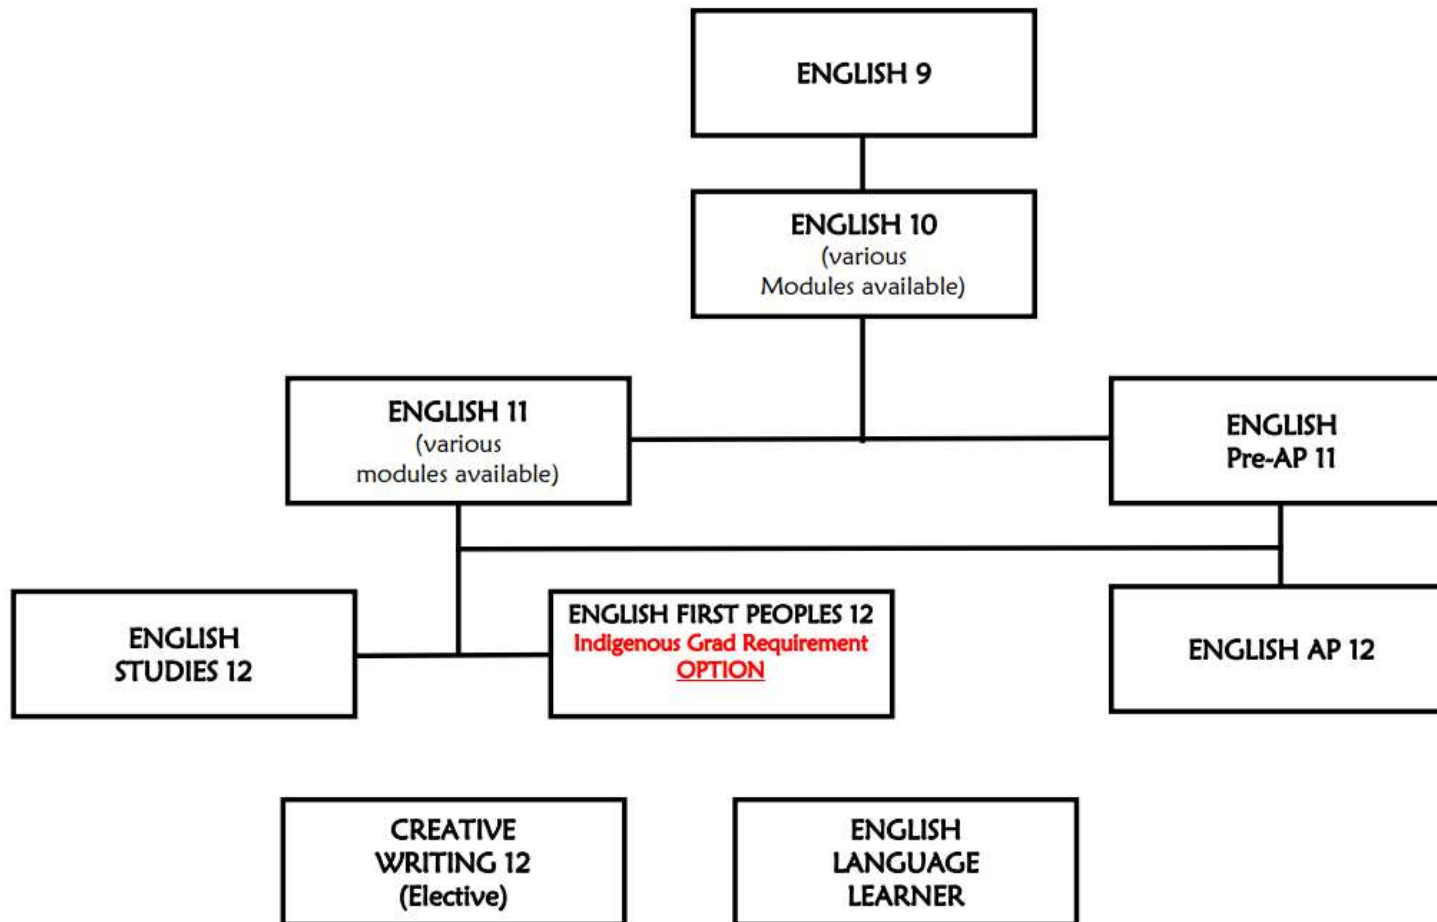 ENGLISH 9
ENGLISH 10
(various
Modules available)
ENGLISH 11
(various
modules available)
ENGLISH
Pre-AP 11
ENGLISH
STUDIES 12
ENGLISH FIRST PEOPLES 12
Indigenous Grad Requirement
OPTION
ENGLISH AP 12
CREATIVE
WRITING 12
(Elective)
ENGLISH
LANGUAGE
LEARNER